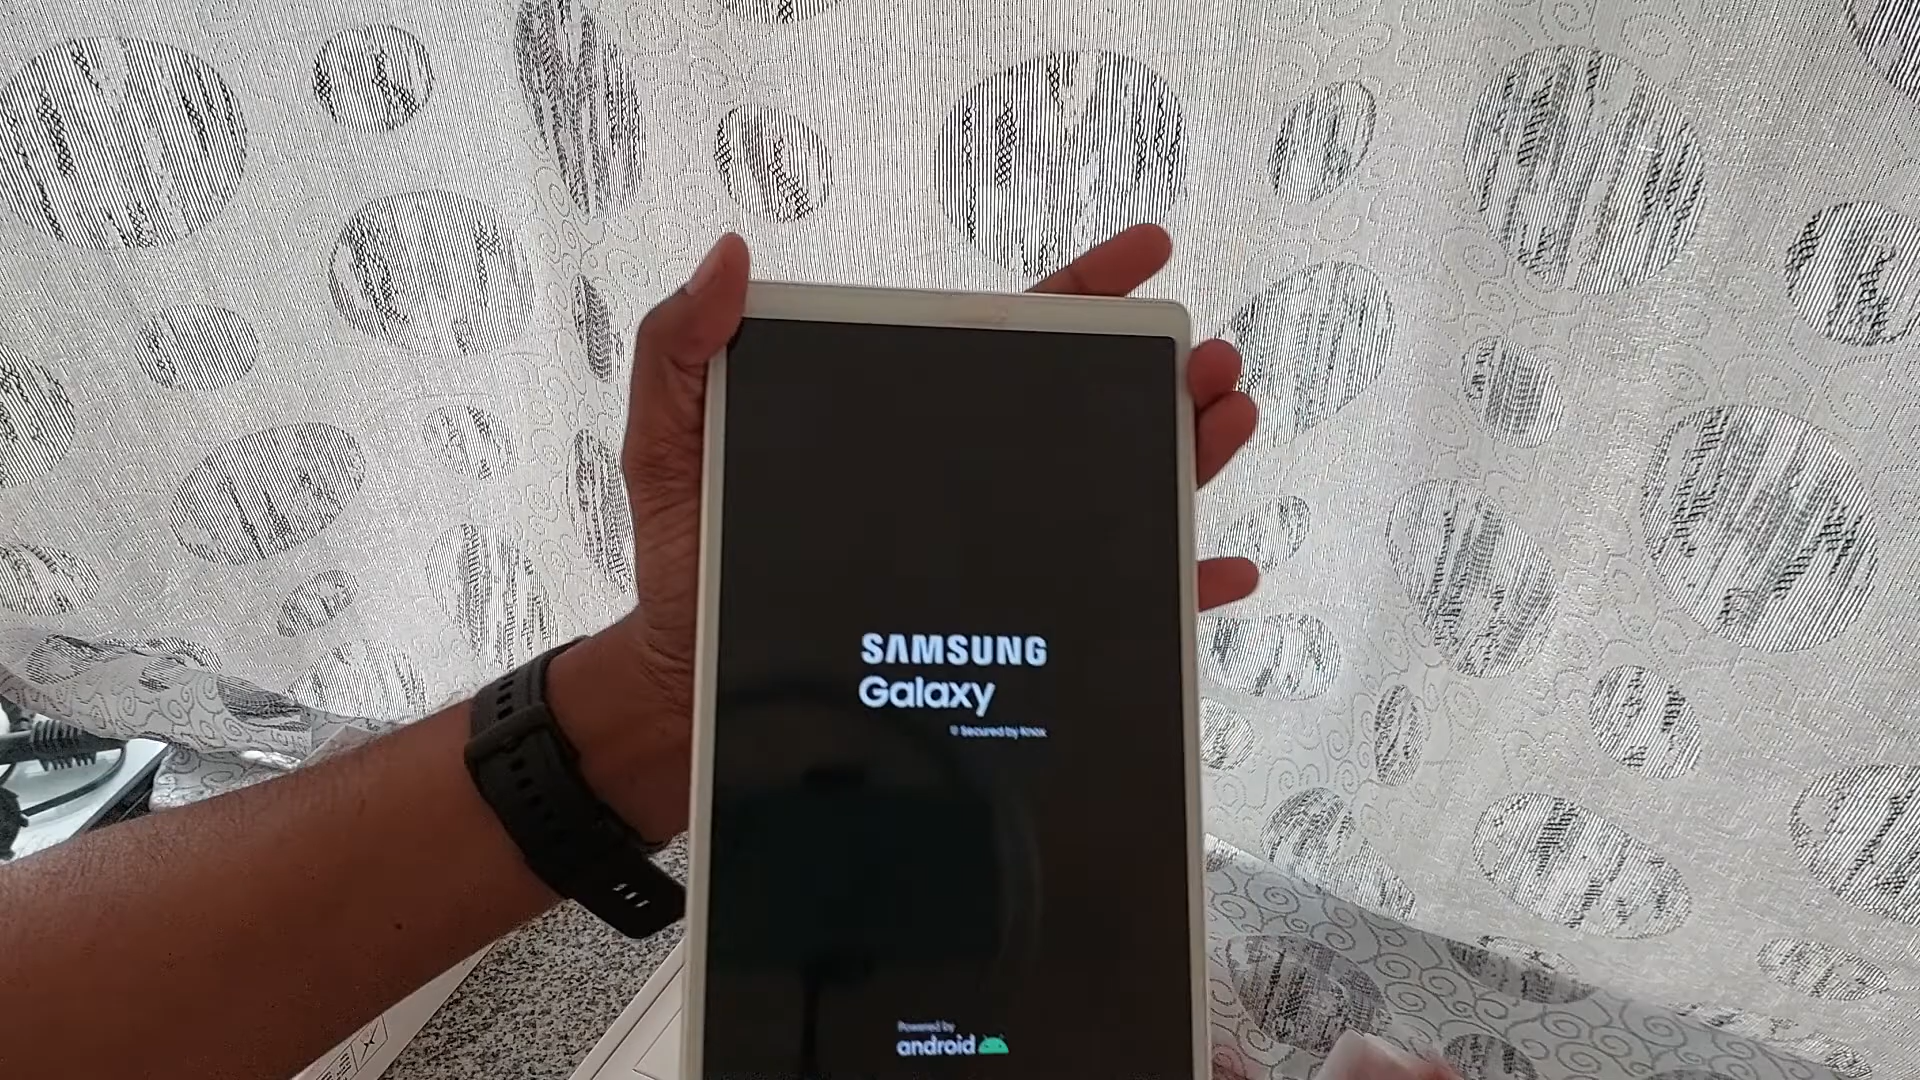 SAMSUNG
Galaxy
Secured by Knox
Powered by
android